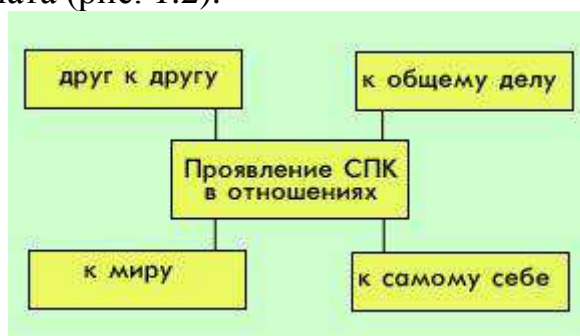 ата (рис. 1.2).
друг к другу
к общему делу
Проявление СПК
в отношениях
к миру
к самому себе